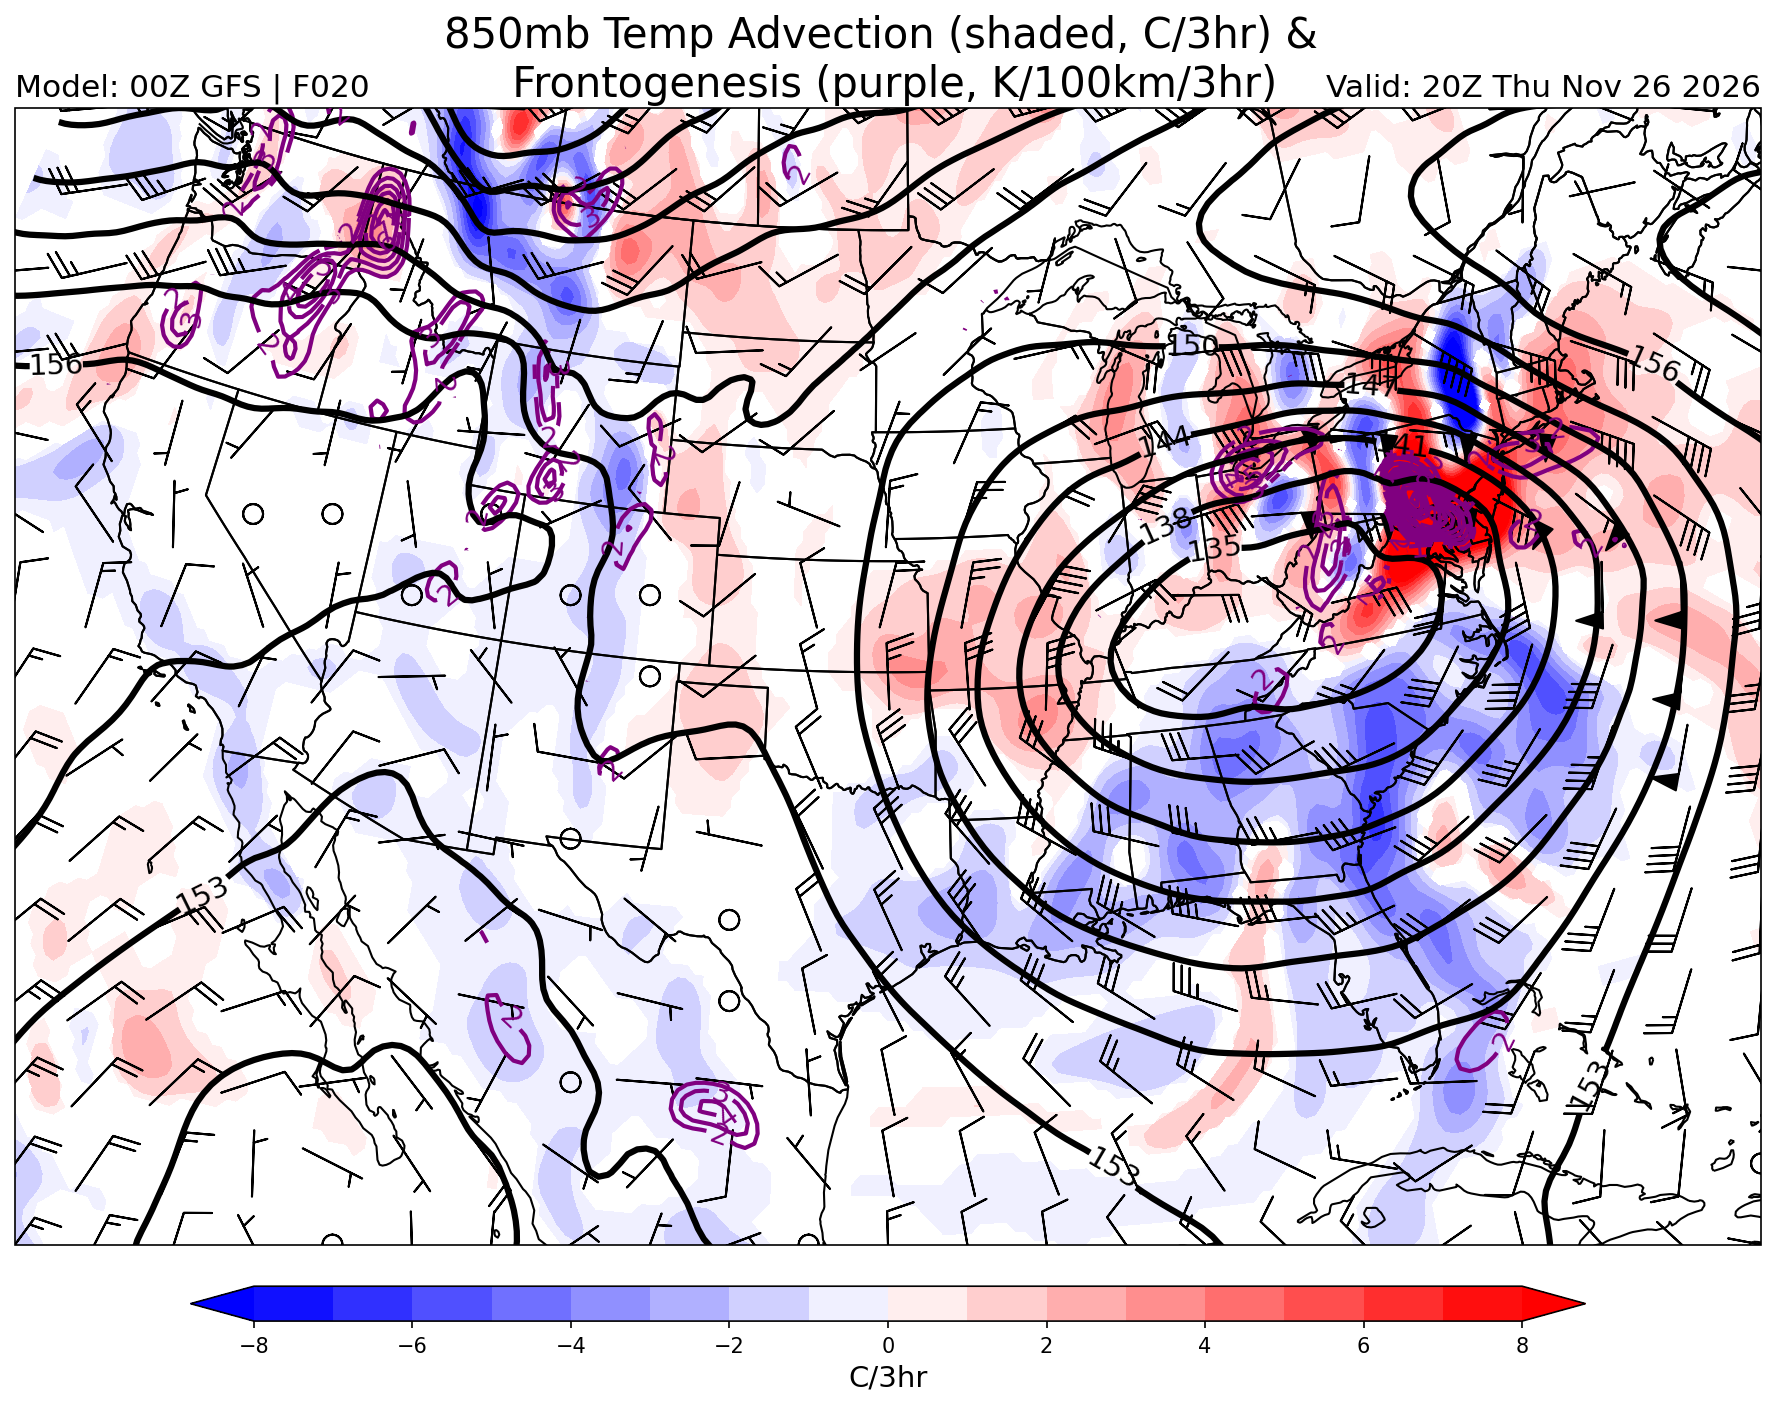 850mb Temp Advection (shaded, C/3hr) &
Model: 00Z GFS | F020
Frontogenesis (purple, K/100km/3hr)
Valid: 20Z Thu Nov 26 2026
156
150
147
156
144
141
138
135
153
153
153
−8 −6 −4 −2 0 2 4 6 8
C/3hr